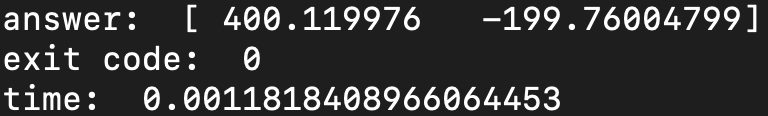 answer:  [ 400.119976   -199.76004799]
exit code:  0
time:  0.0011818408966064453